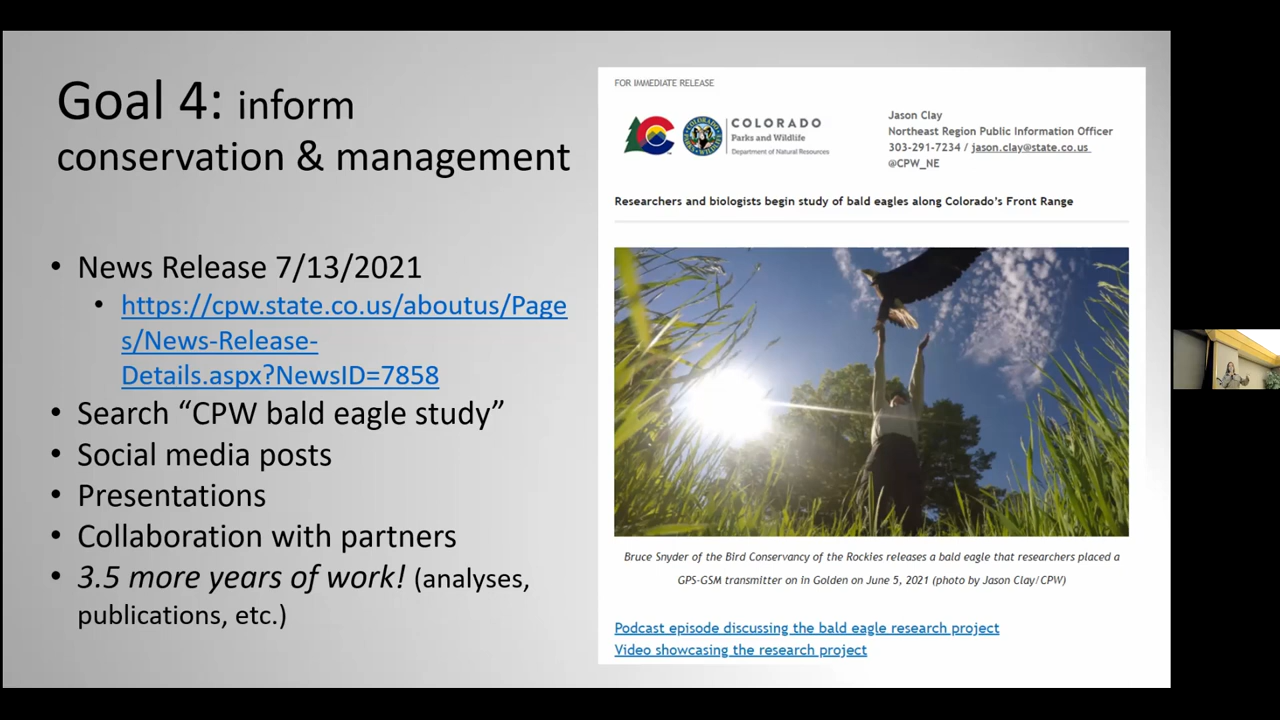 Goal 4: inform
conservation & management
• News Release 7/13/2021
• https://cpw.state.co.us/aboutus/Page
s/News-Release-
Details.aspx?NewsID=7858
• Search “CPW bald eagle study”
• Social media posts
• Presentations
• Collaboration with partners
• 3.5 more years of work! (analyses,
publications, etc.)
FOR IMMEDIATE RELEASE
COLORADO
Parks and Wildlife
Department of Natural Resources
Jason Clay
Northeast Region Public Information Officer
303-291-7234 / jason.clay@state.co.us
@CPW_NE
Researchers and biologists begin study of bald eagles along Colorado's Front Range
Bruce Snyder of the Bird Conservancy of the Rockies releases a bald eagle that researchers placed a
GPS-GSM transmitter on in Golden on June 5, 2021 (photo by Jason Clay/CPW)
Podcast episode discussing the bald eagle research project
Video showcasing the research project